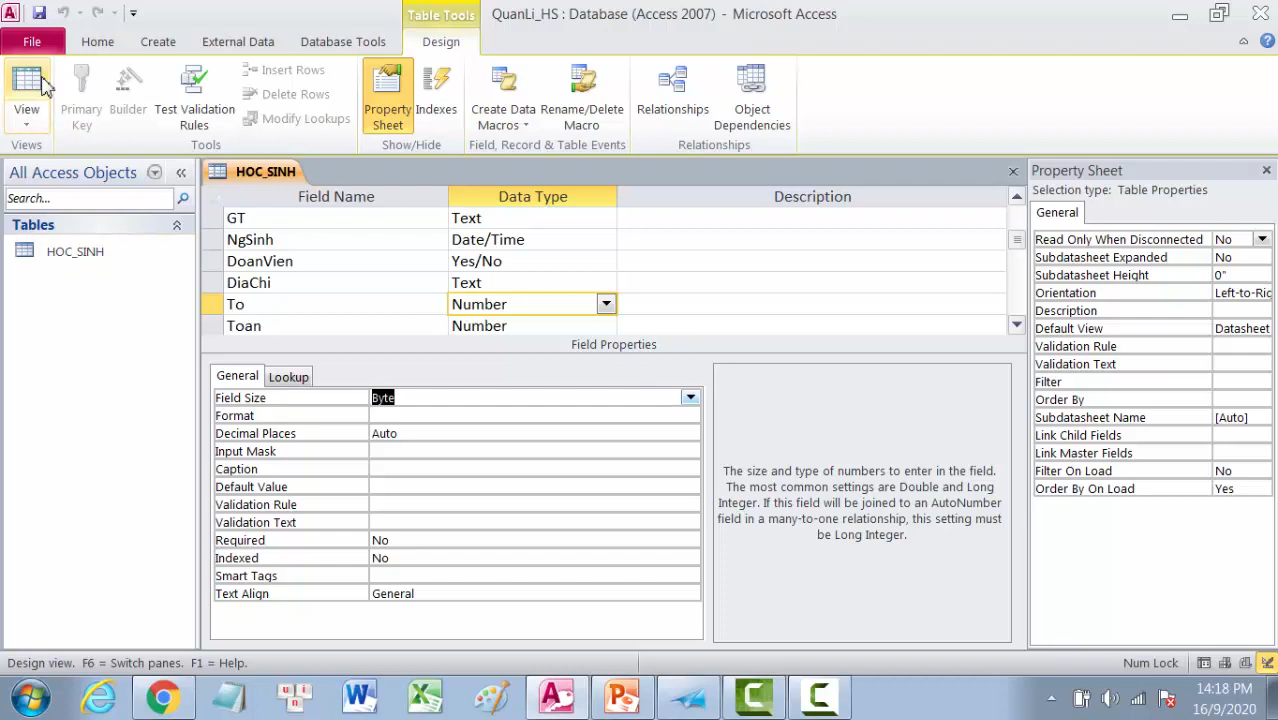 Table Tools
QuanLi_HS : Database (Access 2007) - Microsoft Access
File
Home
Create
External Data
Database Tools
Design
View
Primary Key
Builder
Test Validation Rules
Insert Rows
Delete Rows
Modify Lookups
Property Sheet
Indexes
Create Data Macros
Rename/Delete Macro
Relationships
Object Dependencies
Views
Tools
Show/Hide
Field, Record & Table Events
Relationships
All Access Objects
Search...
Tables
HOC_SINH
HOC_SINH
Field Name Data Type Description
GT Text
NgSinh Date/Time
DoanVien Yes/No
DiaChi Text
To Number
Toan Number
Field Properties
General Lookup
Field Size Byte
Format
Decimal Places Auto
Input Mask
Caption
Default Value
Validation Rule
Validation Text
Required No
Indexed No
Smart Tags
Text Align General
The size and type of numbers to enter in the field.
The most common settings are Double and Long
Integer. If this field will be joined to an AutoNumber
field in a many-to-one relationship, this setting must
be Long Integer.
Property Sheet
Selection type: Table Properties
General
Read Only When Disconnected No
Subdatasheet Expanded No
Subdatasheet Height 0"
Orientation Left-to-Rig
Description
Default View Datasheet
Validation Rule
Validation Text
Filter
Order By
Subdatasheet Name [Auto]
Link Child Fields
Link Master Fields
Filter On Load No
Order By On Load Yes
Design view. F6 = Switch panes. F1 = Help.
Num Lock
14:18 PM
16/9/2020